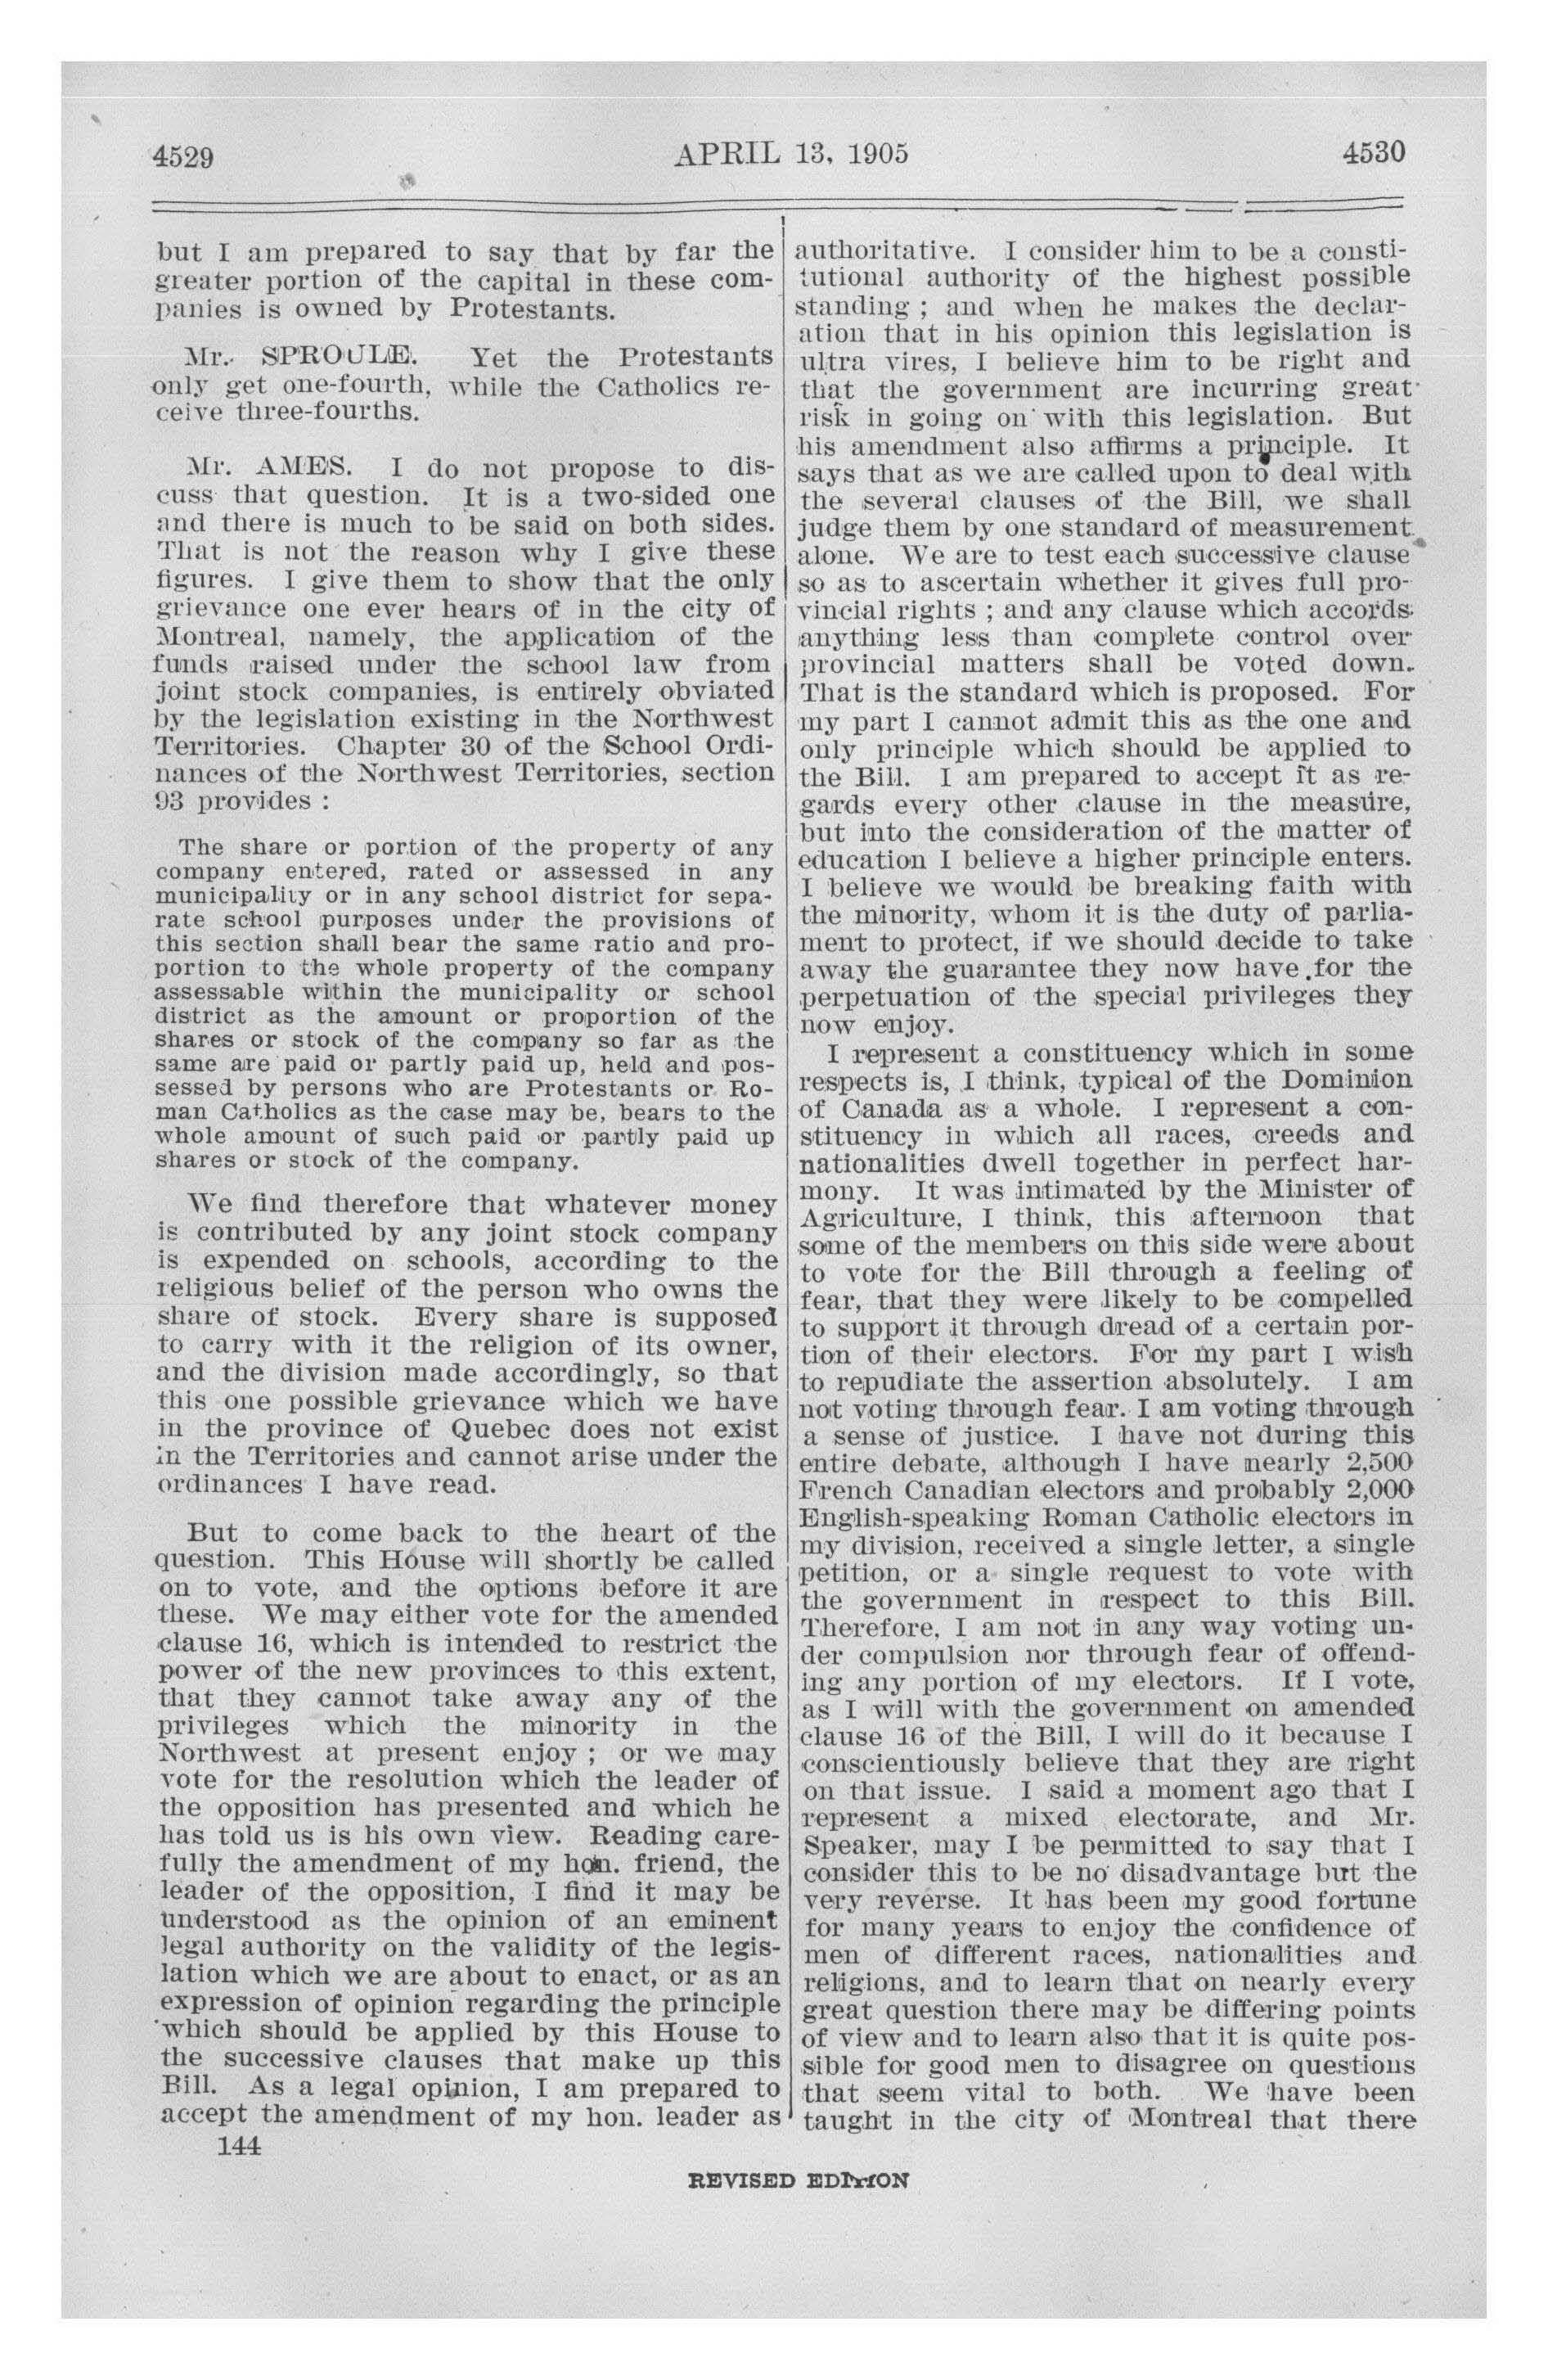 4529
APRIL 13, 1905
4530
but I am prepared to say that by far the
greater portion of the capital in these com-
panies is owned by Protestants.
Mr. SPROULE. Yet the Protestants
only get one-fourth, while the Catholics re-
ceive three-fourths.
Mr. AMES. I do not propose to dis-
cuss that question. It is a two-sided one
and there is much to be said on both sides.
That is not the reason why I give these
figures. I give them to show that the only
grievance one ever hears of in the city of
Montreal, namely, the application of the
funds raised under the school law from
joint stock companies, is entirely obviated
by the legislation existing in the Northwest
Territories. Chapter 30 of the School Ordi-
nances of the Northwest Territories, section
93 provides :
The share or portion of the property of any
company entered, rated or assessed in any
municipality or in any school district for sepa-
rate school purposes under the provisions of
this section shall bear the same ratio and pro-
portion to the whole property of the company
assessable within the municipality or school
district as the amount or proportion of the
shares or stock of the company so far as the
same are paid or partly paid up, held and pos-
sessed by persons who are Protestants or Ro-
man Catholics as the case may be, bears to the
whole amount of such paid or partly paid up
shares or stock of the company.
We find therefore that whatever money
is contributed by any joint stock company
is expended on schools, according to the
religious belief of the person who owns the
share of stock. Every share is supposed
to carry with it the religion of its owner,
and the division made accordingly, so that
this one possible grievance which we have
in the province of Quebec does not exist
in the Territories and cannot arise under the
ordinances I have read.
But to come back to the heart of the
question. This House will shortly be called
on to vote, and the options before it are
these. We may either vote for the amended
clause 16, which is intended to restrict the
power of the new provinces to this extent,
that they cannot take away any of the
privileges which the minority in the
Northwest at present enjoy ; or we may
vote for the resolution which the leader of
the opposition has presented and which he
has told us is his own view. Reading care-
fully the amendment of my hon. friend, the
leader of the opposition, I find it may be
understood as the opinion of an eminent
legal authority on the validity of the legis-
lation which we are about to enact, or as an
expression of opinion regarding the principle
which should be applied by this House to
the successive clauses that make up this
Bill. As a legal opinion, I am prepared to
accept the amendment of my hon. leader as
144
authoritative. I consider him to be a consti-
tutional authority of the highest possible
standing ; and when he makes the declar-
ation that in his opinion this legislation is
ultra vires, I believe him to be right and
that the government are incurring great
risk in going on with this legislation. But
his amendment also affirms a principle. It
says that as we are called upon to deal with
the several clauses of the Bill, we shall
judge them by one standard of measurement
alone. We are to test each successive clause
so as to ascertain whether it gives full pro-
vincial rights ; and any clause which accords
anything less than complete control over
provincial matters shall be voted down.
That is the standard which is proposed. For
my part I cannot admit this as the one and
only principle which should be applied to
the Bill. I am prepared to accept it as re-
gards every other clause in the measure,
but into the consideration of the matter of
education I believe a higher principle enters.
I believe we would be breaking faith with
the minority, whom it is the duty of parlia-
ment to protect, if we should decide to take
away the guarantee they now have for the
perpetuation of the special privileges they
now enjoy.
I represent a constituency which in some
respects is, I think, typical of the Dominion
of Canada as a whole. I represent a con-
stituency in which all races, creeds and
nationalities dwell together in perfect har-
mony. It was intimated by the Minister of
Agriculture, I think, this afternoon that
some of the members on this side were about
to vote for the Bill through a feeling of
fear, that they were likely to be compelled
to support it through dread of a certain por-
tion of their electors. For my part I wish
to repudiate the assertion absolutely. I am
not voting through fear. I am voting through
a sense of justice. I have not during this
entire debate, although I have nearly 2,500
French Canadian electors and probably 2,000
English-speaking Roman Catholic electors in
my division, received a single letter, a single
petition, or a single request to vote with
the government in respect to this Bill.
Therefore, I am not in any way voting un-
der compulsion nor through fear of offend-
ing any portion of my electors. If I vote,
as I will with the government on amended
clause 16 of the Bill, I will do it because I
conscientiously believe that they are right
on that issue. I said a moment ago that I
represent a mixed electorate, and Mr.
Speaker, may I be permitted to say that I
consider this to be no disadvantage but the
very reverse. It has been my good fortune
for many years to enjoy the confidence of
men of different races, nationalities and
religions, and to learn that on nearly every
great question there may be differing points
of view and to learn also that it is quite pos-
sible for good men to disagree on questions
that seem vital to both. We have been
taught in the city of Montreal that there
REVISED EDITION